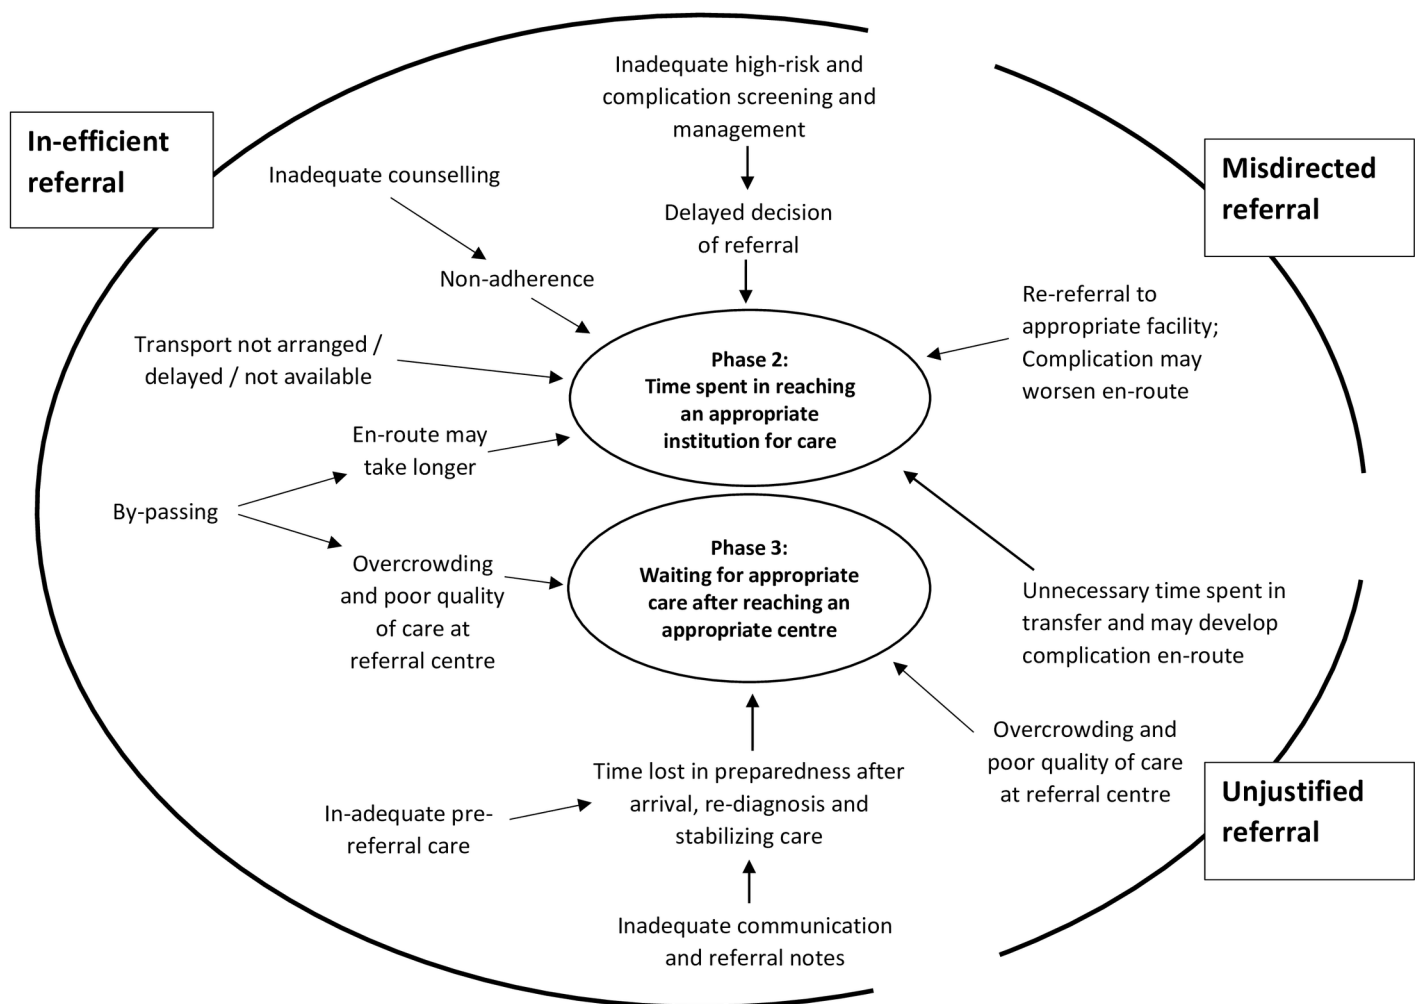 Inadequate high-risk and
complication screening and
management
In-efficient
referral
Misdirected
referral
Inadequate counselling
Delayed decision
of referral
Non-adherence
Re-referral to
appropriate facility;
Complication may
worsen en-route
Transport not arranged /
delayed / not available
Phase 2:
Time spent in reaching
an appropriate
institution for care
En-route may
take longer
By-passing
Phase 3:
Waiting for appropriate
care after reaching an
appropriate centre
Overcrowding
and poor quality
of care at
referral centre
Unnecessary time spent in
transfer and may develop
complication en-route
Overcrowding and
poor quality of care
at referral centre
Time lost in preparedness after
arrival, re-diagnosis and
stabilizing care
Unjustified
referral
In-adequate pre-
referral care
Inadequate communication
and referral notes